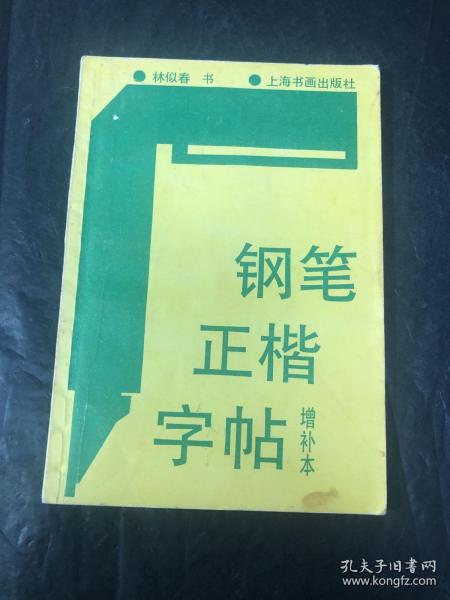 ●林似春 书 ●上海书画出版社
钢笔
正楷
字帖
增补本
孔夫子旧书网
www.kongfz.com